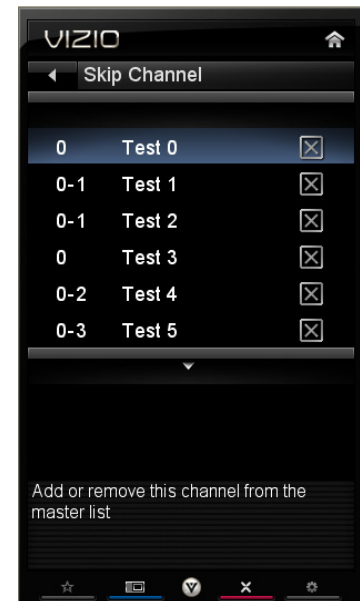 VIZIO
Skip Channel
0 Test 0
0-1 Test 1
0-1 Test 2
0 Test 3
0-2 Test 4
0-3 Test 5
Add or remove this channel from the
master list
V